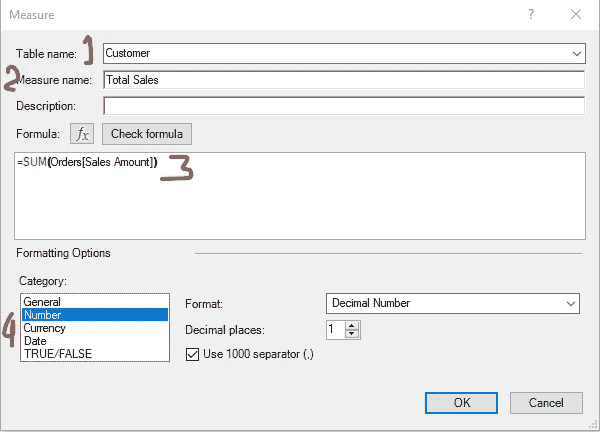 Measure ?
1
Table name: Customer
2 Measure name: Total Sales
Description:
Formula: fx Check formula
=SUM(Orders[Sales Amount])
3
Formatting Options
Category:
General
Number
Currency
Date
TRUE/FALSE
4
Format: Decimal Number
Decimal places: 1
Use 1000 separator (.)
OK Cancel